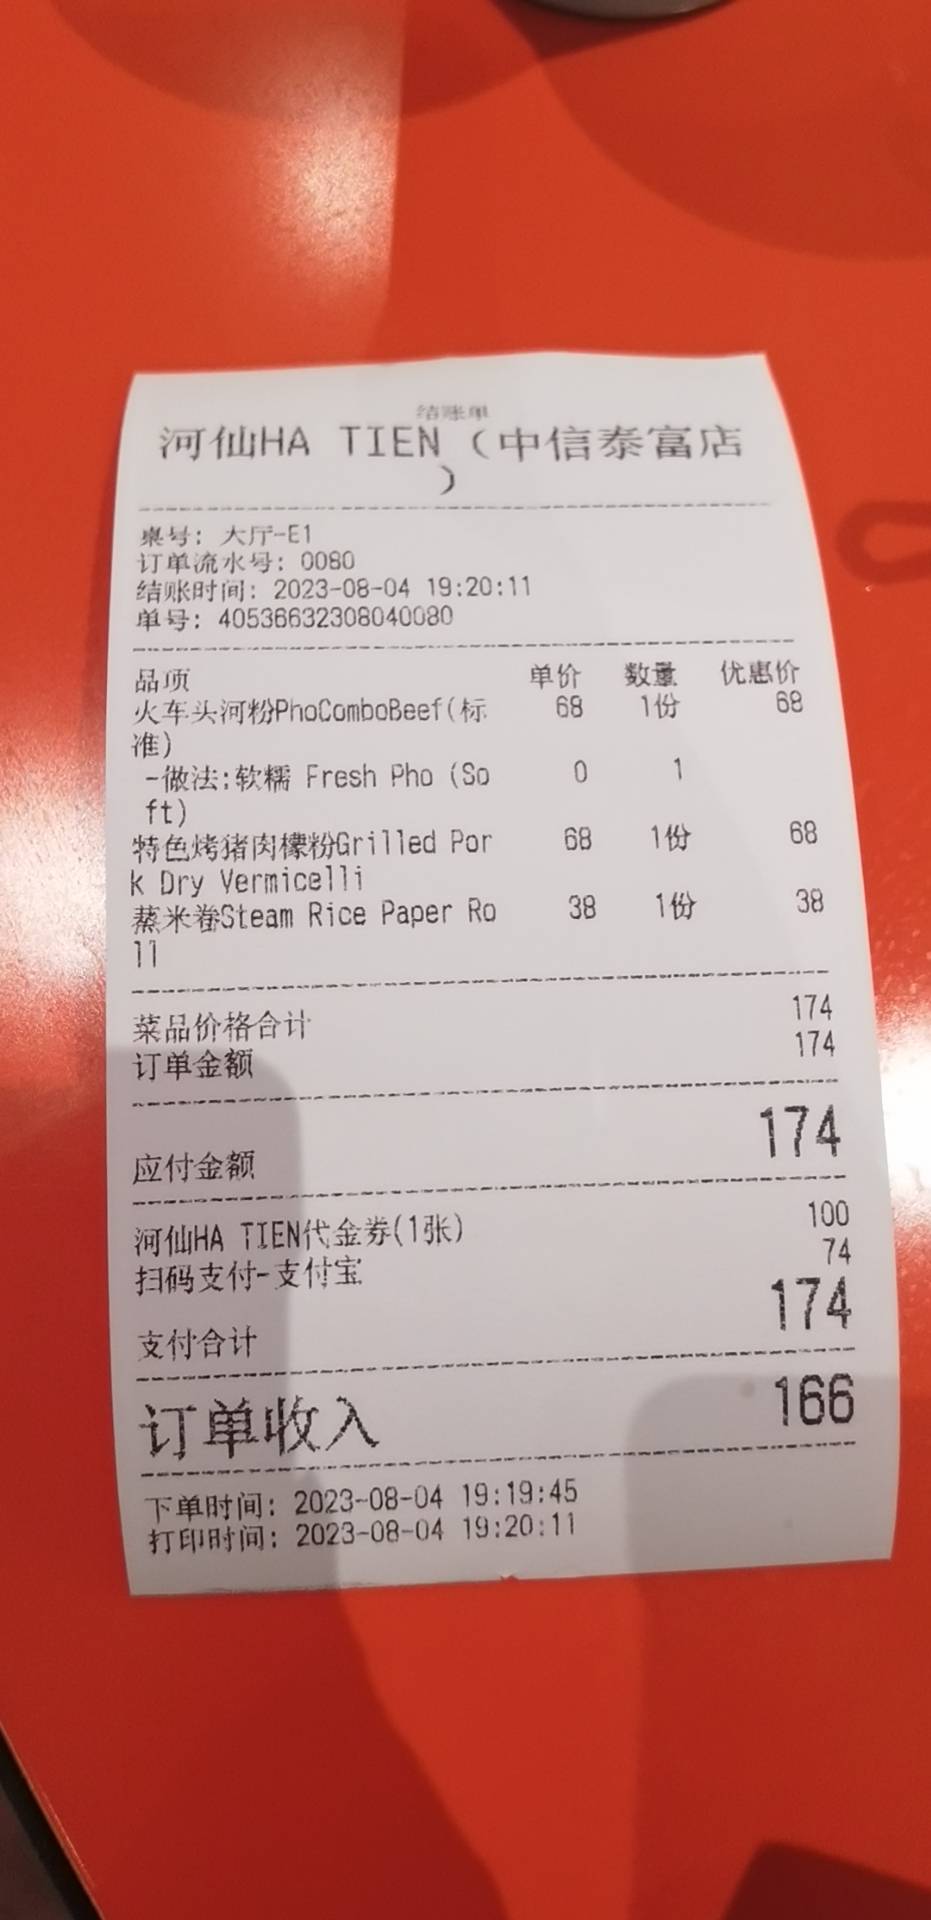 结账单
河仙HA TIEN（中信泰富店
）
桌号: 大厅-E1
订单流水号: 0080
结账时间: 2023-08-04 19:20:11
单号: 40536632308040080
品项 单价 数量 优惠价
火车头河粉PhoComboBeef(标 68 1份 68
准)
-做法:软糯 Fresh Pho (So 0 1
ft)
特色烤猪肉檬粉Grilled Por 68 1份 68
k Dry Vermicelli
蒸米卷Steam Rice Paper Ro 38 1份 38
ll
菜品价格合计 174
订单金额 174
应付金额 174
河仙HA TIEN代金券(1张) 100
扫码支付-支付宝 74
支付合计 174
订单收入 166
下单时间: 2023-08-04 19:19:45
打印时间: 2023-08-04 19:20:11